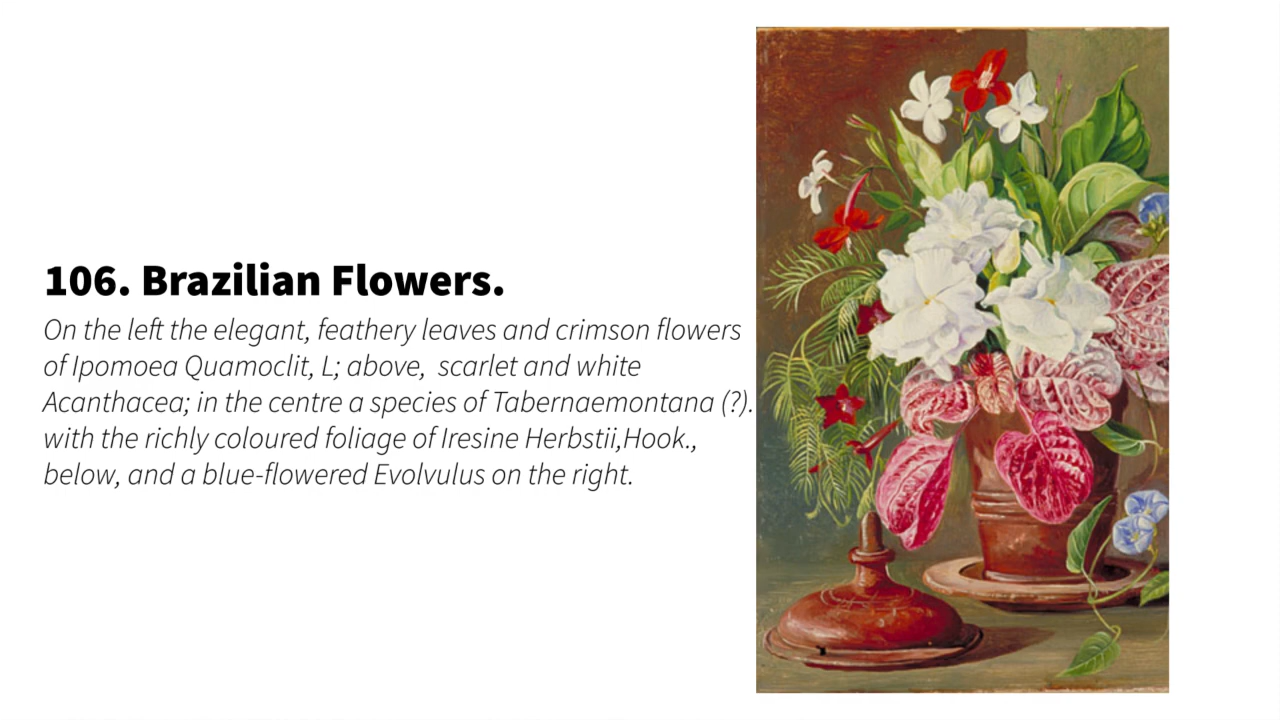 106. Brazilian Flowers.
On the left the elegant, feathery leaves and crimson flowers
of Ipomoea Quamoclit, L; above,  scarlet and white
Acanthacea; in the centre a species of Tabernaemontana (?).
with the richly coloured foliage of Iresine Herbstii,Hook.,
below, and a blue-flowered Evolvulus on the right.